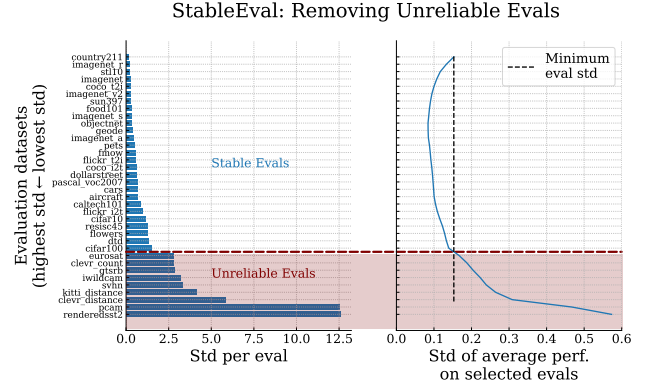 StableEval: Removing Unreliable Evals
Evaluation datasets
(highest std ← lowest std)
country211
imagenet_r
stl10
imagenet
coco_t2i
imagenet_v2
sun397
food101
imagenet_s
objectnet
geode
imagenet_a
pets
fmow
flickr_t2i
coco_i2t
dollarstreet
pascal_voc2007
cars
aircraft
caltech101
flickr_i2t
cifar10
resisc45
flowers
dtd
cifar100
eurosat
clevr_count
gtsrb
iwildcam
svhn
kitti_distance
clevr_distance
pcam
renderedsst2
Stable Evals
Unreliable Evals
0.0 2.5 5.0 7.5 10.0 12.5
Std per eval
Minimum
eval std
0.0 0.1 0.2 0.3 0.4 0.5 0.6
Std of average perf.
on selected evals